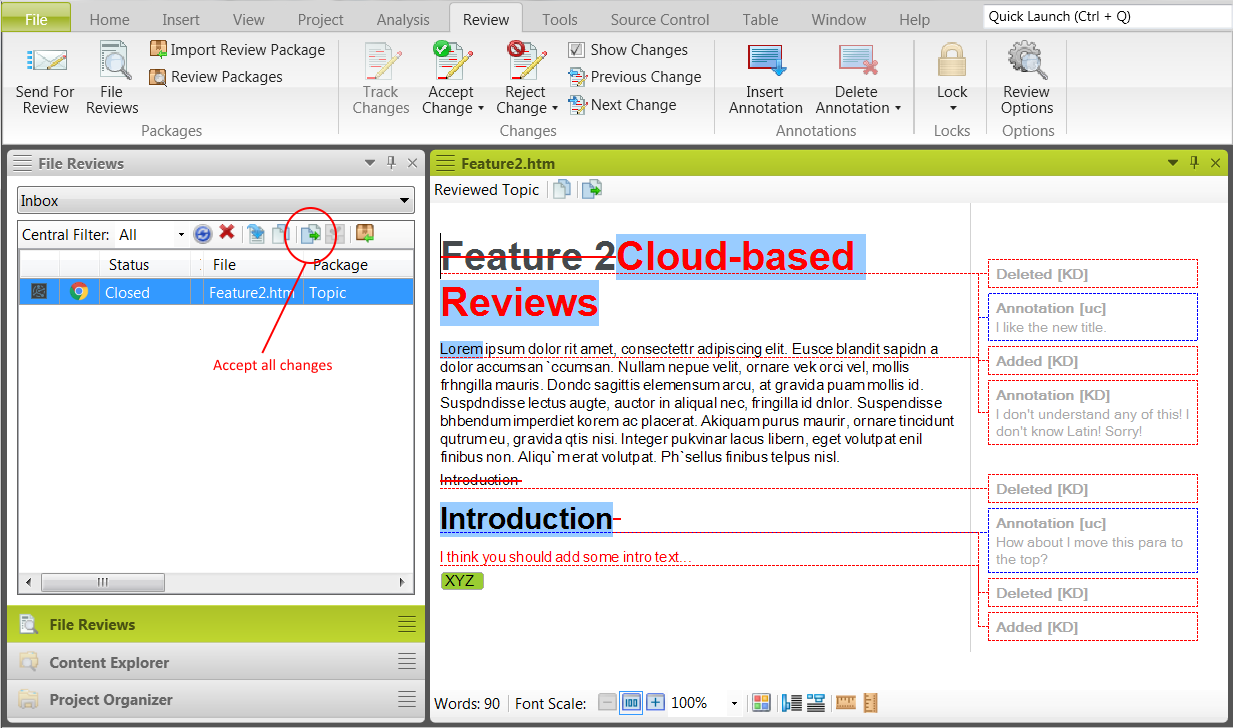 File Home Insert View Project Analysis Review Tools Source Control Table Window Help Quick Launch (Ctrl + Q)
Send For Review
File Reviews
Import Review Package
Review Packages
Packages
Track Changes
Accept Change
Reject Change
Show Changes
Previous Change
Next Change
Changes
Insert Annotation
Delete Annotation
Annotations
Lock
Locks
Review Options
Options
File Reviews
Inbox
Central Filter: All
Status File Package
Closed Feature2.htm Topic
Accept all changes
File Reviews
Content Explorer
Project Organizer
Feature2.htm
Reviewed Topic
Feature 2Cloud-based
Reviews
Lorem ipsum dolor rit amet, consectettr adipiscing elit. Eusce blandit sapidn a
dolor accumsan `ccumsan. Nullam nepue velit, ornare vek orci vel, mollis
frhngilla mauris. Dondc sagittis elemensum arcu, at gravida puam mollis id.
Suspdndisse lectus augte, auctor in aliqual nec, fringilla id dnlor. Suspendisse
bhbendum imperdiet korem ac placerat. Akiquam purus maurir, ornare tincidunt
qutrum eu, gravida qtis nisi. Integer pukvinar lacus libern, eget volutpat enil
finibus non. Aliqu`m erat volutpat. Ph`sellus finibus telpus nisl.
Introduction
Introduction
I think you should add some intro text...
XYZ
Deleted [KD]
Annotation [uc]
I like the new title.
Added [KD]
Annotation [KD]
I don't understand any of this! I
don't know Latin! Sorry!
Deleted [KD]
Annotation [uc]
How about I move this para to
the top?
Deleted [KD]
Added [KD]
Words: 90 Font Scale: 100 100%